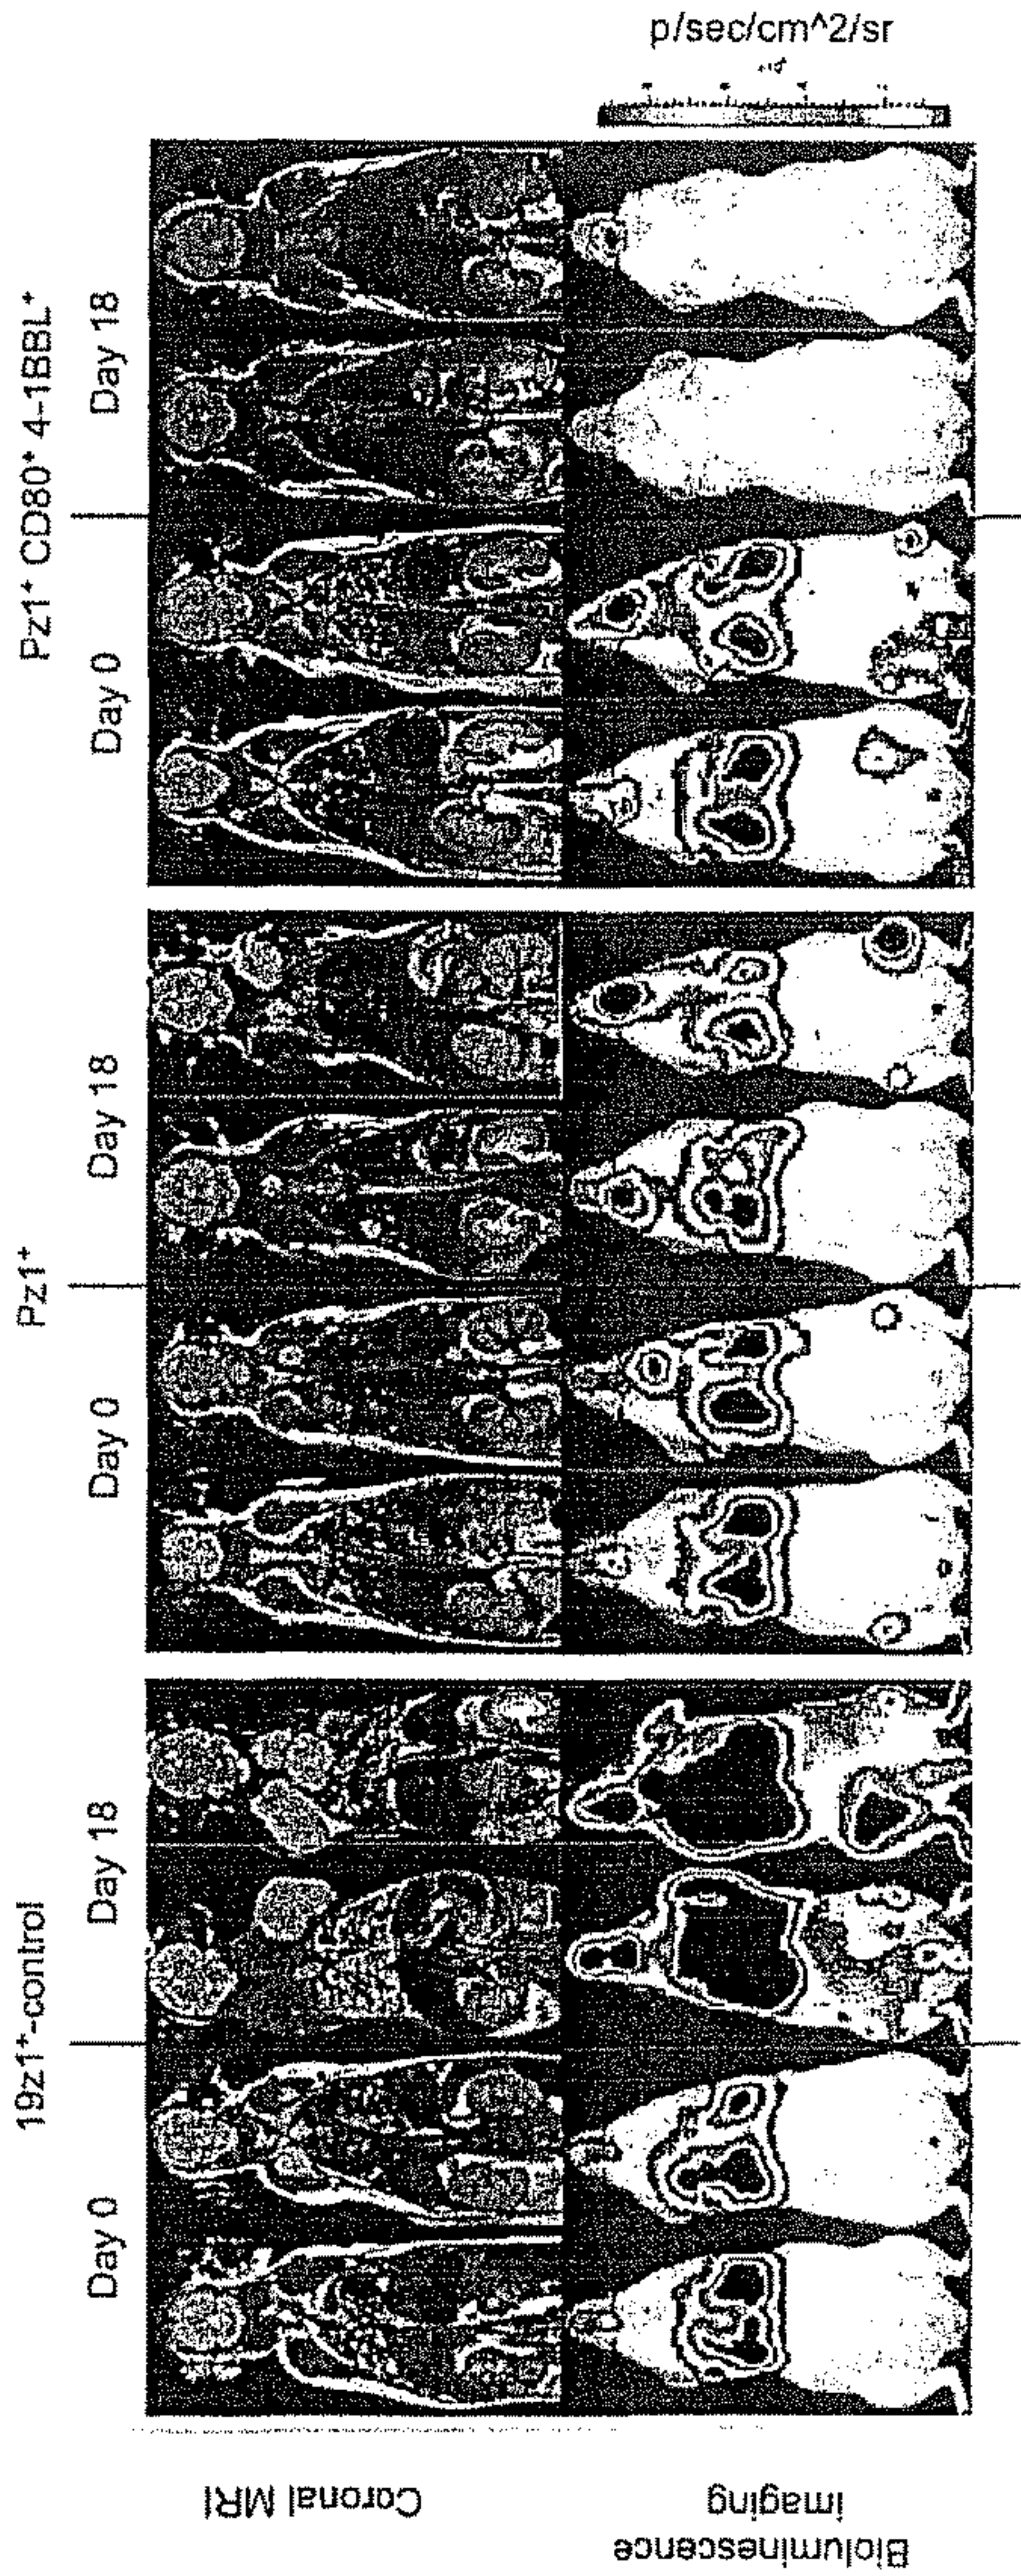 19z1⁺-control
Pz1⁺
Pz1⁺ CD80⁺ 4-1BBL⁺
Day 0
Day 18
Day 0
Day 18
Day 0
Day 18
Coronal MRI
Bioluminescence
imaging
p/sec/cm^2/sr